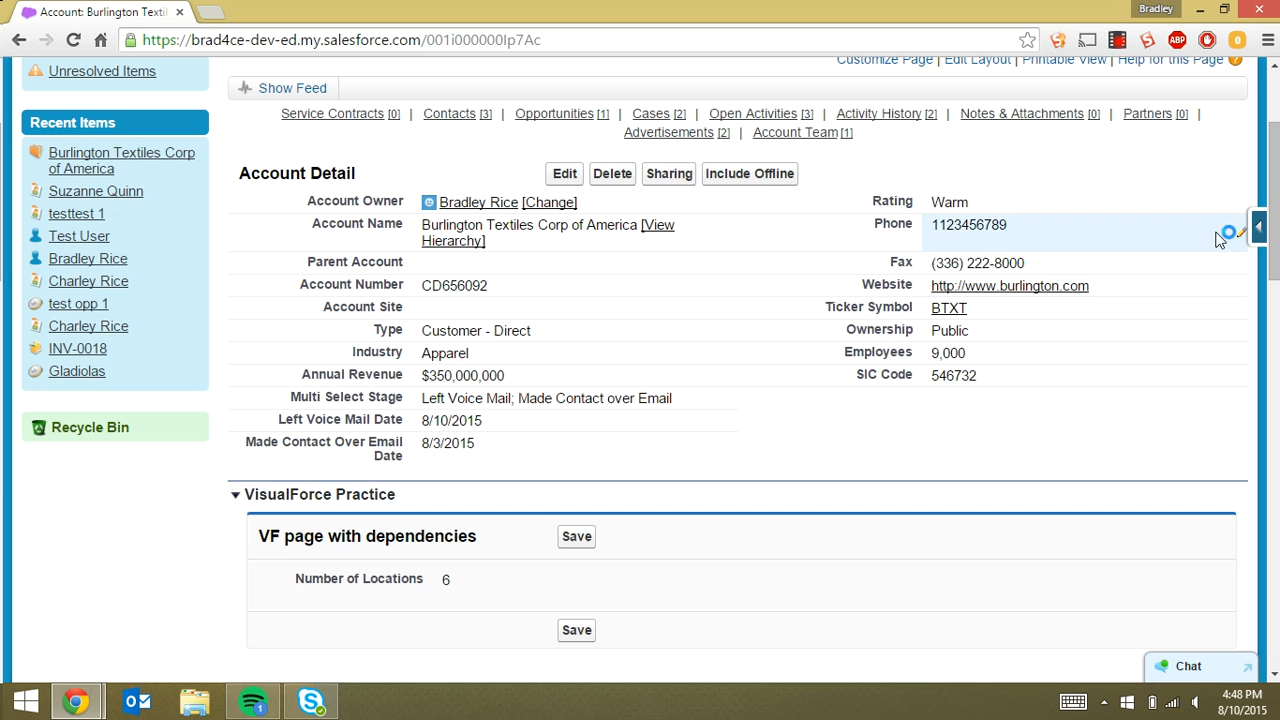 Account: Burlington Textil
Bradley
https://brad4ce-dev-ed.my.salesforce.com/001i000000Ip7Ac
ABP
0
Unresolved Items
Customize Page | Edit Layout | Printable View | Help for this Page
Show Feed
Service Contracts [0] | Contacts [3] | Opportunities [1] | Cases [2] | Open Activities [3] | Activity History [2] | Notes & Attachments [0] | Partners [0] |
Advertisements [2] | Account Team [1]
Recent Items
Burlington Textiles Corp
of America
Suzanne Quinn
testtest 1
Test User
Bradley Rice
Charley Rice
test opp 1
Charley Rice
INV-0018
Gladiolas
Recycle Bin
Account Detail Edit Delete Sharing Include Offline
Account Owner Bradley Rice [Change]
Account Name Burlington Textiles Corp of America [View
Hierarchy]
Parent Account
Account Number CD656092
Account Site
Type Customer - Direct
Industry Apparel
Annual Revenue $350,000,000
Multi Select Stage Left Voice Mail; Made Contact over Email
Left Voice Mail Date 8/10/2015
Made Contact Over Email
Date 8/3/2015
Rating Warm
Phone 1123456789
Fax (336) 222-8000
Website http://www.burlington.com
Ticker Symbol BTXT
Ownership Public
Employees 9,000
SIC Code 546732
VisualForce Practice
VF page with dependencies Save
Number of Locations 6
Save
Chat
1
4:48 PM
8/10/2015